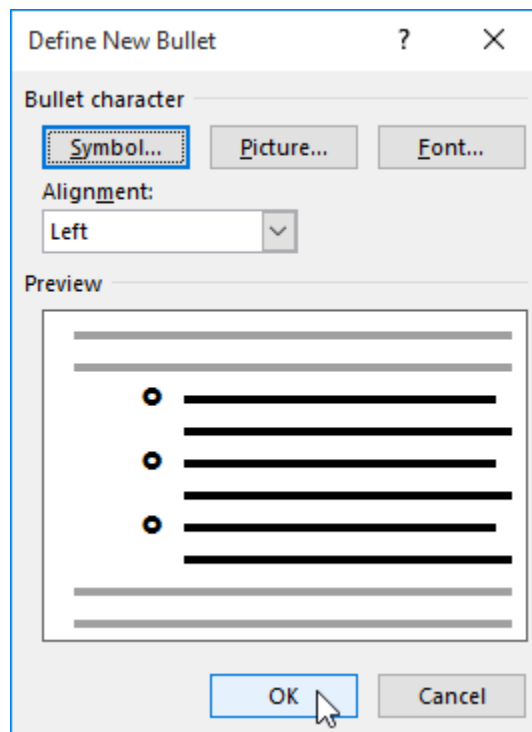 Define New Bullet ?
Bullet character
Symbol... Picture... Font...
Alignment:
Left
Preview
OK Cancel